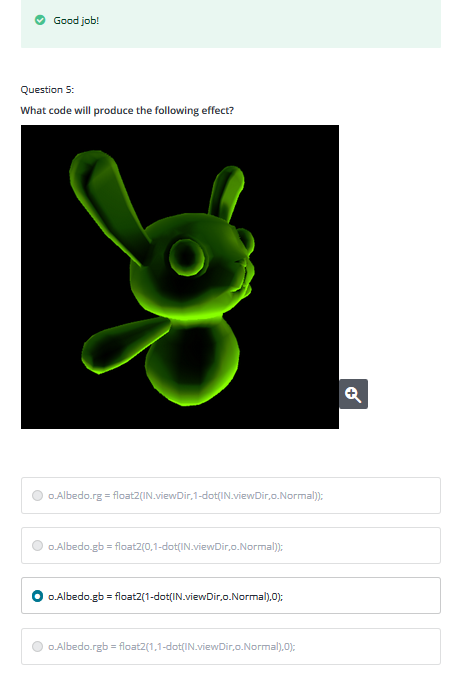 Good job!
Question 5:
What code will produce the following effect?
o.Albedo.rg = float2(IN.viewDir,1-dot(IN.viewDir,o.Normal));
o.Albedo.gb = float2(0,1-dot(IN.viewDir,o.Normal));
o.Albedo.gb = float2(1-dot(IN.viewDir,o.Normal),0);
o.Albedo.rgb = float2(1,1-dot(IN.viewDir,o.Normal),0);